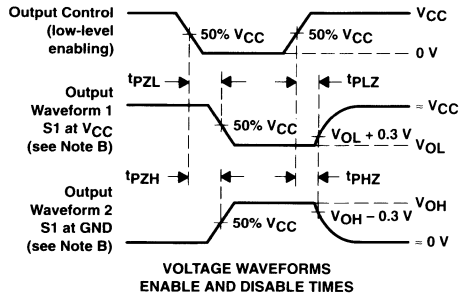 Output Control
(low-level
enabling)
50% VCC
50% VCC
VCC
0 V
tPZL
tPLZ
Output
Waveform 1
S1 at VCC
(see Note B)
50% VCC
≈ VCC
VOL + 0.3 V
VOL
tPZH
tPHZ
Output
Waveform 2
S1 at GND
(see Note B)
50% VCC
VOH
VOH − 0.3 V
≈ 0 V
VOLTAGE WAVEFORMS
ENABLE AND DISABLE TIMES